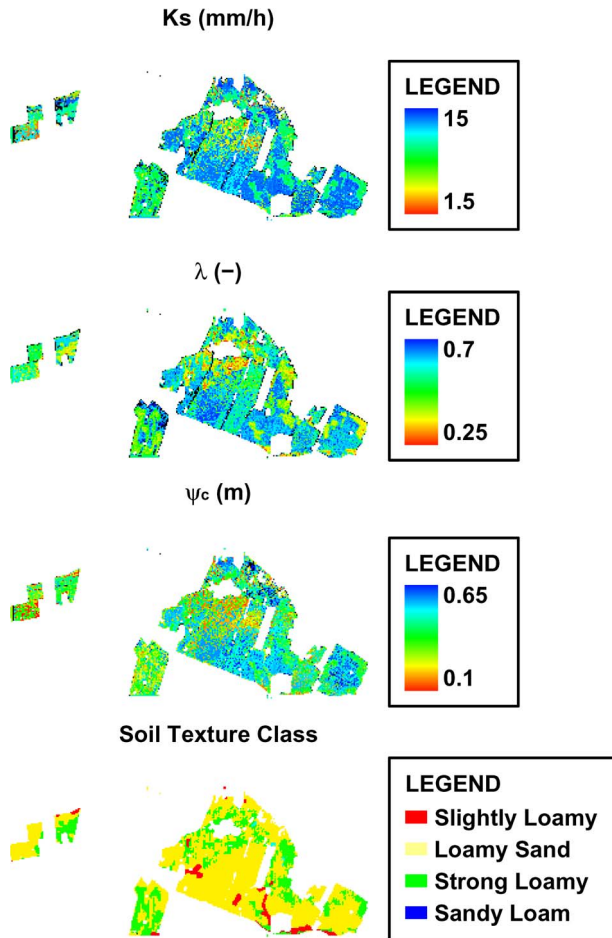 Ks (mm/h)
LEGEND
15
1.5
λ (−)
LEGEND
0.7
0.25
ψc (m)
LEGEND
0.65
0.1
Soil Texture Class
LEGEND
Slightly Loamy
Loamy Sand
Strong Loamy
Sandy Loam